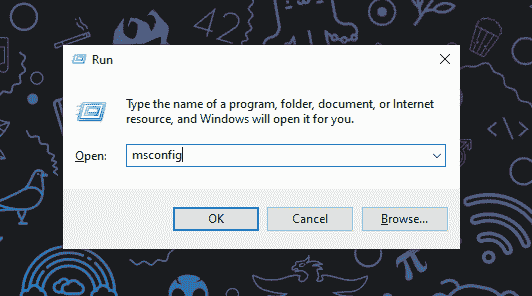 Run
Type the name of a program, folder, document, or Internet
resource, and Windows will open it for you.
Open: msconfig
OK Cancel Browse...
42